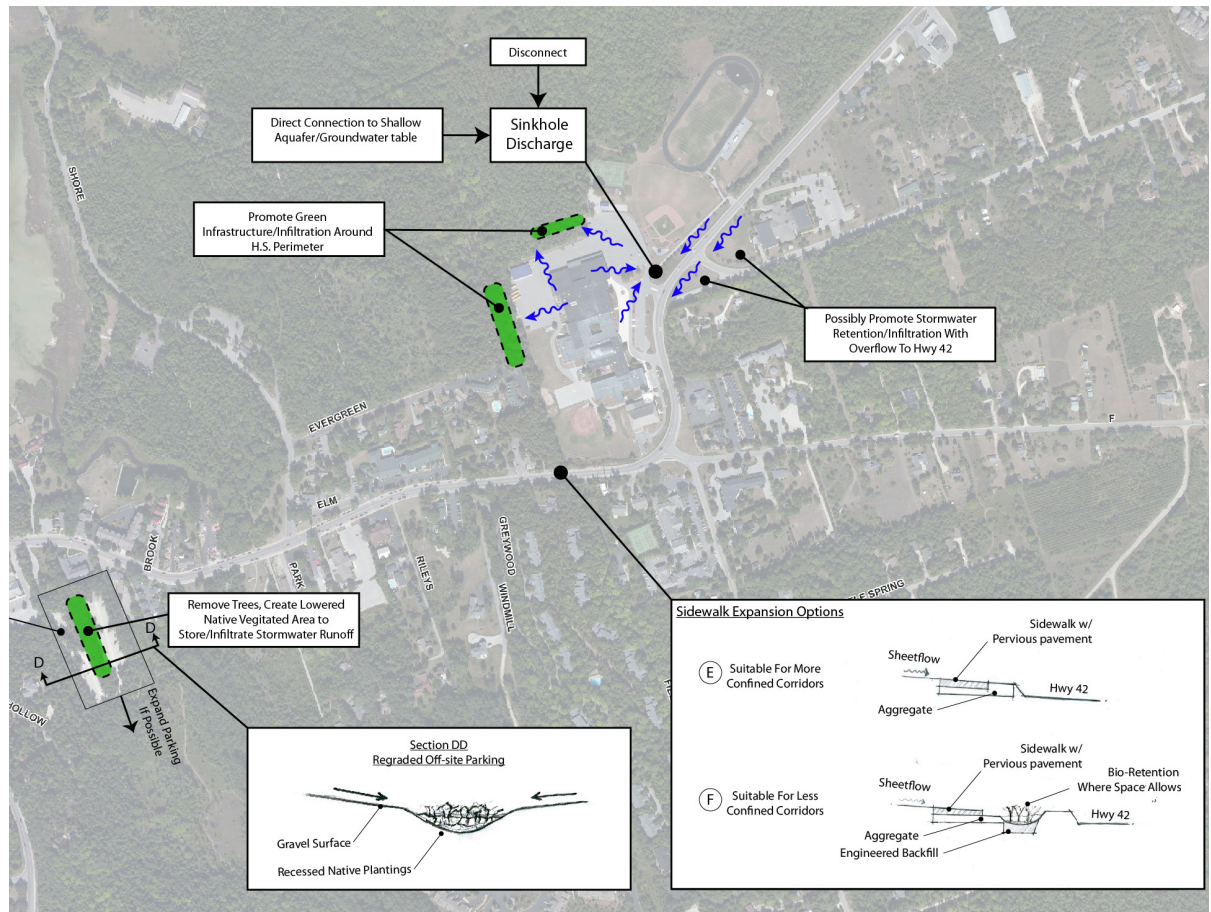 Disconnect
Direct Connection to Shallow
Aquafer/Groundwater table
Sinkhole
Discharge
SHORE
Promote Green
Infrastructure/Infiltration Around
H.S. Perimeter
Possibly Promote Stormwater
Retention/Infiltration With
Overflow To Hwy 42
EVERGREEN
F
ELM
GREYWOOD
BROOK
PARK
RILEYS
WINDMILL
Remove Trees, Create Lowered
Native Vegitated Area to
Store/Infiltrate Stormwater Runoff
D
D
HOLLOW
Expand Parking
If Possible
Section DD
Regraded Off-site Parking
Gravel Surface
Recessed Native Plantings
SPRING
Sidewalk Expansion Options
E
Suitable For More
Confined Corridors
Sheetflow
Sidewalk w/
Pervious pavement
Hwy 42
Aggregate
F
Suitable For Less
Confined Corridors
Sheetflow
Sidewalk w/
Pervious pavement
Bio-Retention
Where Space Allows
Hwy 42
Aggregate
Engineered Backfill